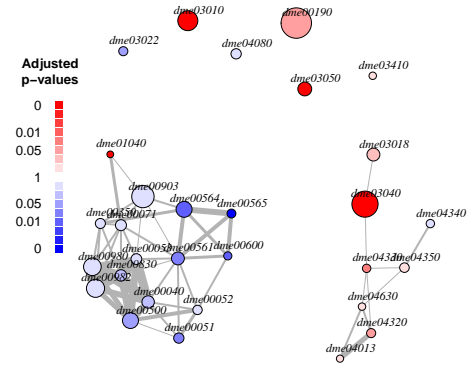 dme03010
dme00190
dme03022
dme04080
Adjusted
p−values
0
0.01
0.05
1
0.05
0.01
0
dme03410
dme03050
dme01040
dme03018
dme00903
dme00564
dme00565
dme03040
dme00071
dme04340
dme00561
dme00600
dme00980
dme00830
dme04350
dme00982
dme00040
dme00052
dme04630
dme00500
dme00051
dme04320
dme04013